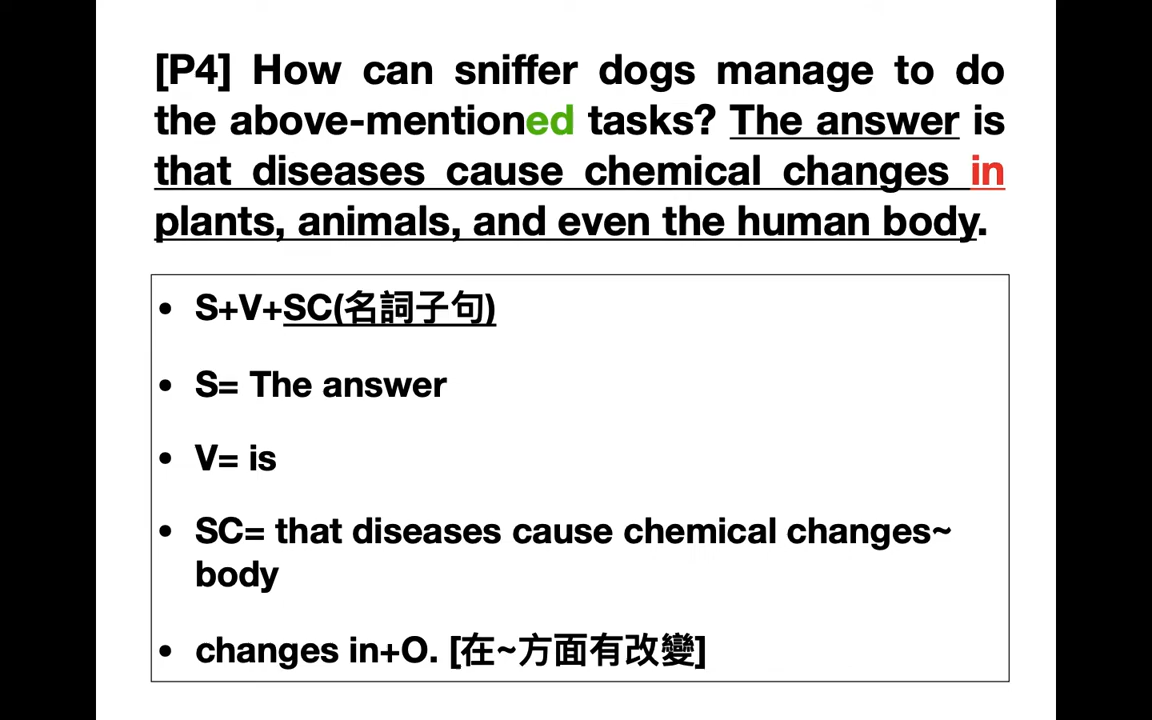 [P4] How can sniffer dogs manage to do
the above-mentioned tasks? The answer is
that diseases cause chemical changes in
plants, animals, and even the human body.
• S+V+SC(名詞子句)
• S= The answer
• V= is
• SC= that diseases cause chemical changes~
body
• changes in+O. [在~方面有改變]